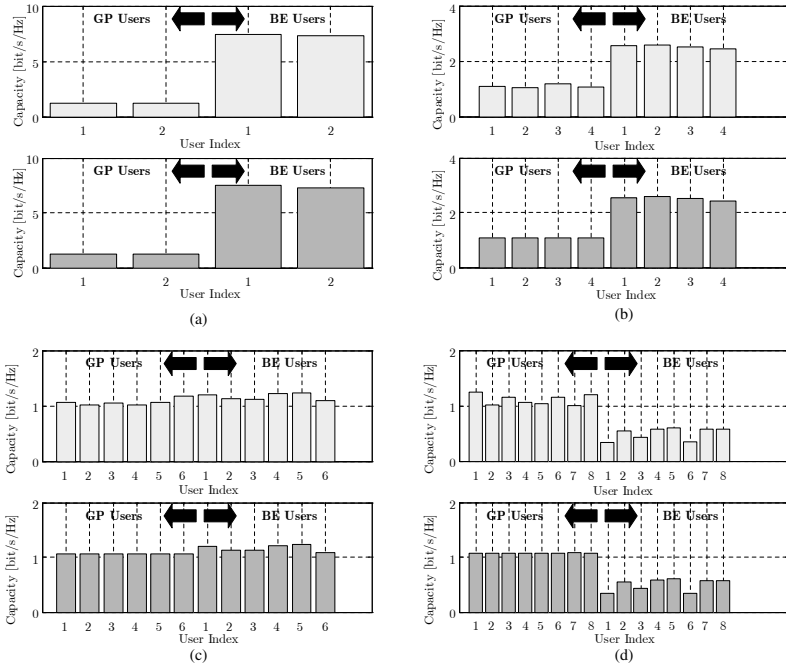 10
GP Users
BE Users
5
0
Capacity [bit/s/Hz]
1 2 1 2
User Index
10
GP Users
BE Users
5
0
Capacity [bit/s/Hz]
1 2 1 2
User Index
(a)
4
GP Users
BE Users
2
0
Capacity [bit/s/Hz]
1 2 3 4 1 2 3 4
User Index
4
GP Users
BE Users
2
0
Capacity [bit/s/Hz]
1 2 3 4 1 2 3 4
User Index
(b)
2
GP Users
BE Users
1
0
Capacity [bit/s/Hz]
1 2 3 4 5 6 1 2 3 4 5 6
User Index
2
GP Users
BE Users
1
0
Capacity [bit/s/Hz]
1 2 3 4 5 6 1 2 3 4 5 6
User Index
(c)
2
GP Users
BE Users
1
0
Capacity [bit/s/Hz]
1 2 3 4 5 6 7 8 1 2 3 4 5 6 7 8
User Index
2
GP Users
BE Users
1
0
Capacity [bit/s/Hz]
1 2 3 4 5 6 7 8 1 2 3 4 5 6 7 8
User Index
(d)